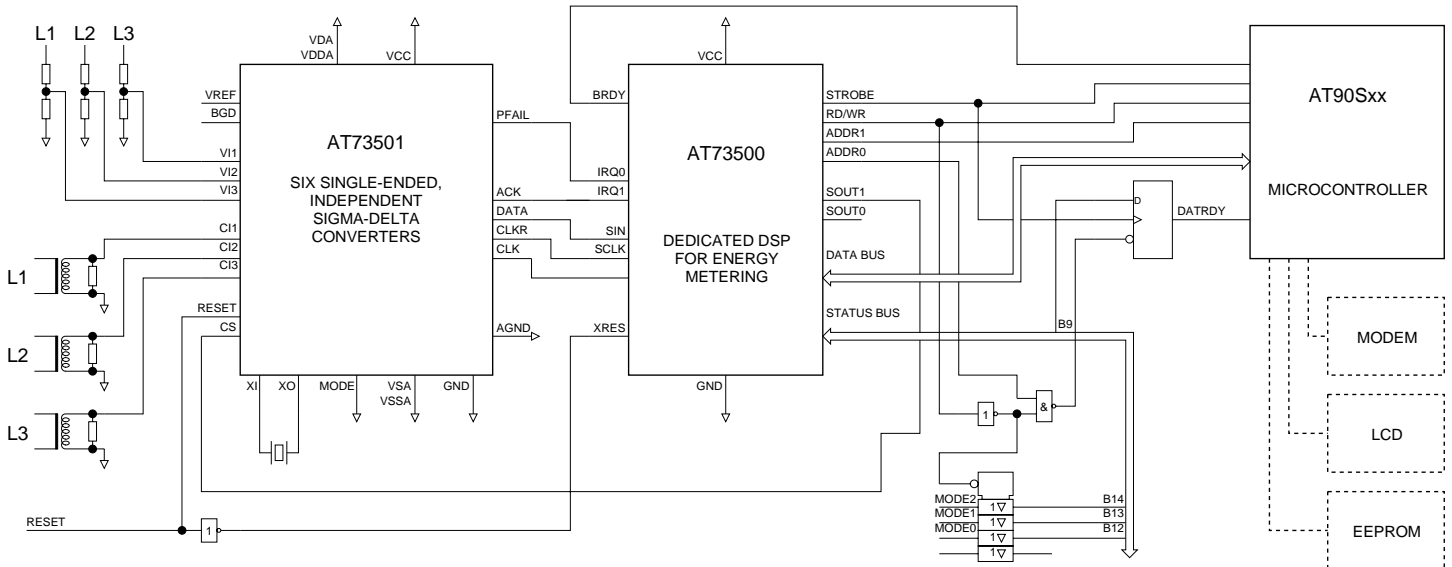 L1 L2 L3
VDA
VDDA
VCC
VREF
BGD
VI1
VI2
VI3
CI1
CI2
CI3
RESET
CS
AT73501
SIX SINGLE-ENDED,
INDEPENDENT
SIGMA-DELTA
CONVERTERS
PFAIL
ACK
DATA
CLKR
CLK
AGND
XI
XO
MODE
VSA
VSSA
GND
L1
L2
L3
RESET
1
VCC
BRDY
IRQ0
IRQ1
SIN
SCLK
XRES
AT73500
DEDICATED DSP
FOR ENERGY
METERING
GND
STROBE
RD/WR
ADDR1
ADDR0
SOUT1
SOUT0
DATA BUS
STATUS BUS
B9
D
DATRDY
1
&
MODE2
MODE1
MODE0
1
1
1
1
B14
B13
B12
AT90Sxx
MICROCONTROLLER
MODEM
LCD
EEPROM